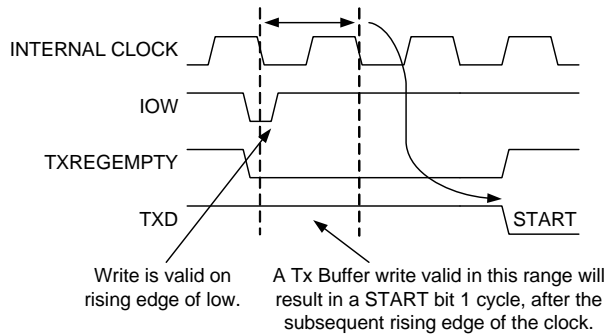 INTERNAL CLOCK
IOW
TXREGEMPTY
TXD
START
Write is valid on
rising edge of low.
A Tx Buffer write valid in this range will
result in a START bit 1 cycle, after the
subsequent rising edge of the clock.